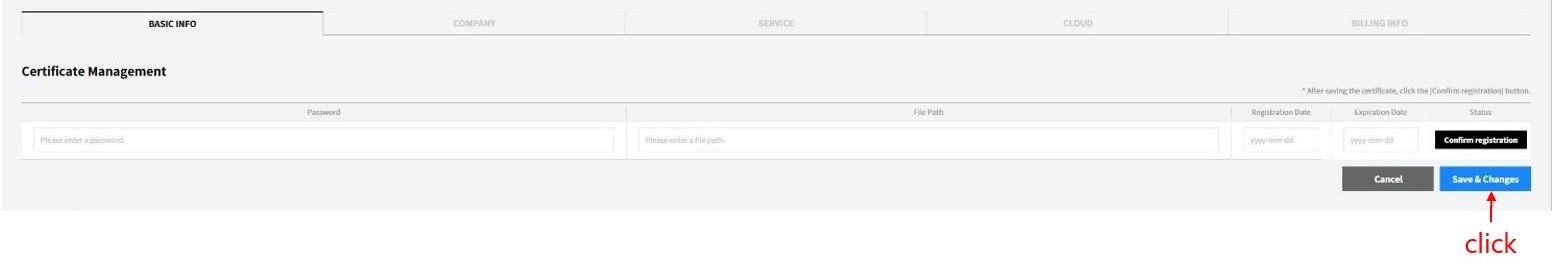 BASIC INFO COMPANY SERVICE CLOUD BILLING INFO
Certificate Management
* After saving the certificate, click the [Confirm registration] button.
Password File Path Registration Date Expiration Date Status
Please enter a password. Please enter a file path. yyyy-mm-dd yyyy-mm-dd Confirm registration
Cancel Save & Changes
click